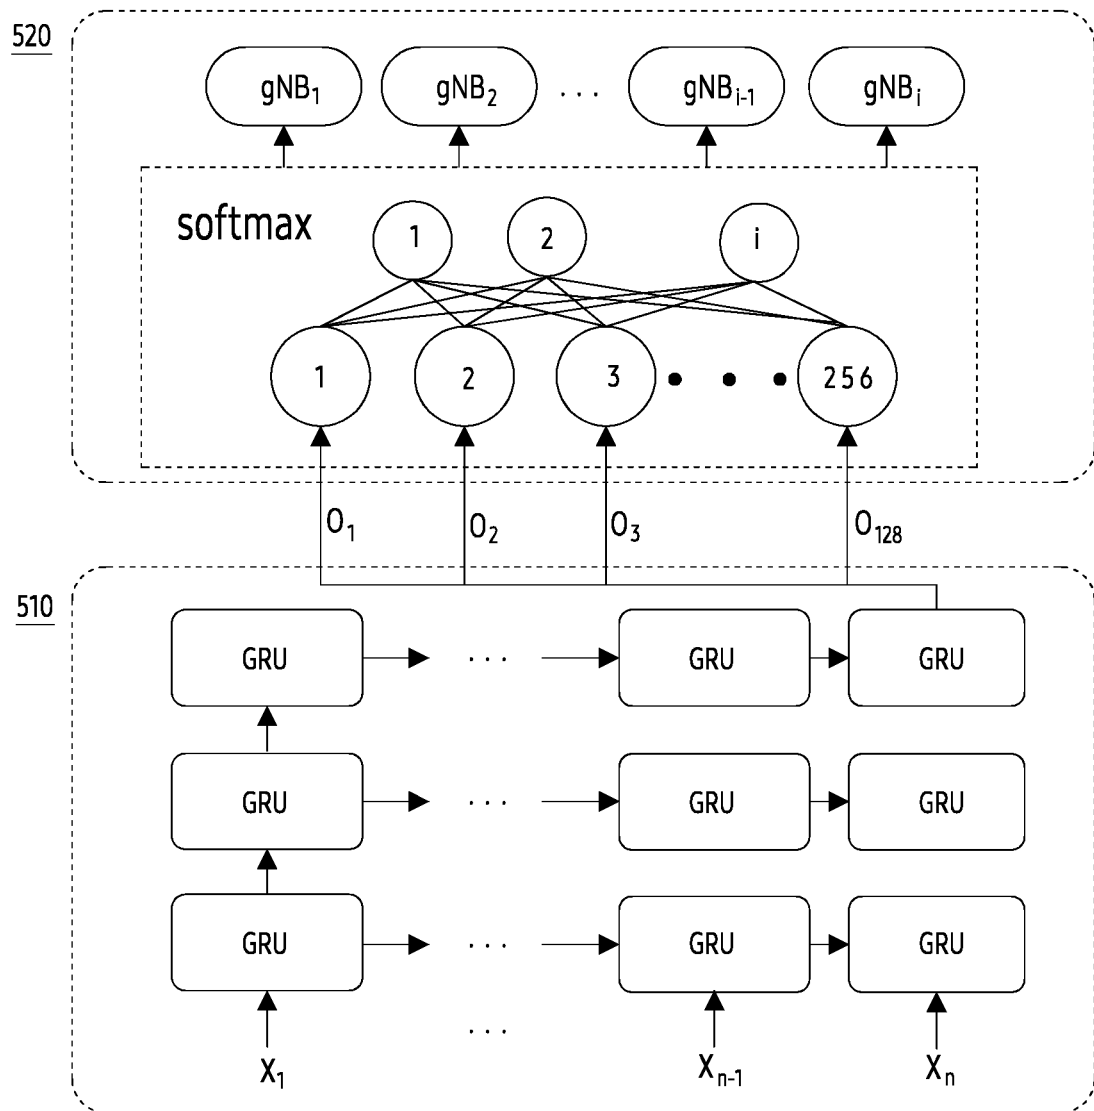 520
gNB₁ gNB₂ ... gNBᵢ₋₁ gNBᵢ
softmax
1 2 i
1 2 3 • • • 256
O₁ O₂ O₃ O₁₂₈
510
GRU ... GRU GRU
GRU ... GRU GRU
GRU ... GRU GRU
...
X₁ Xₙ₋₁ Xₙ